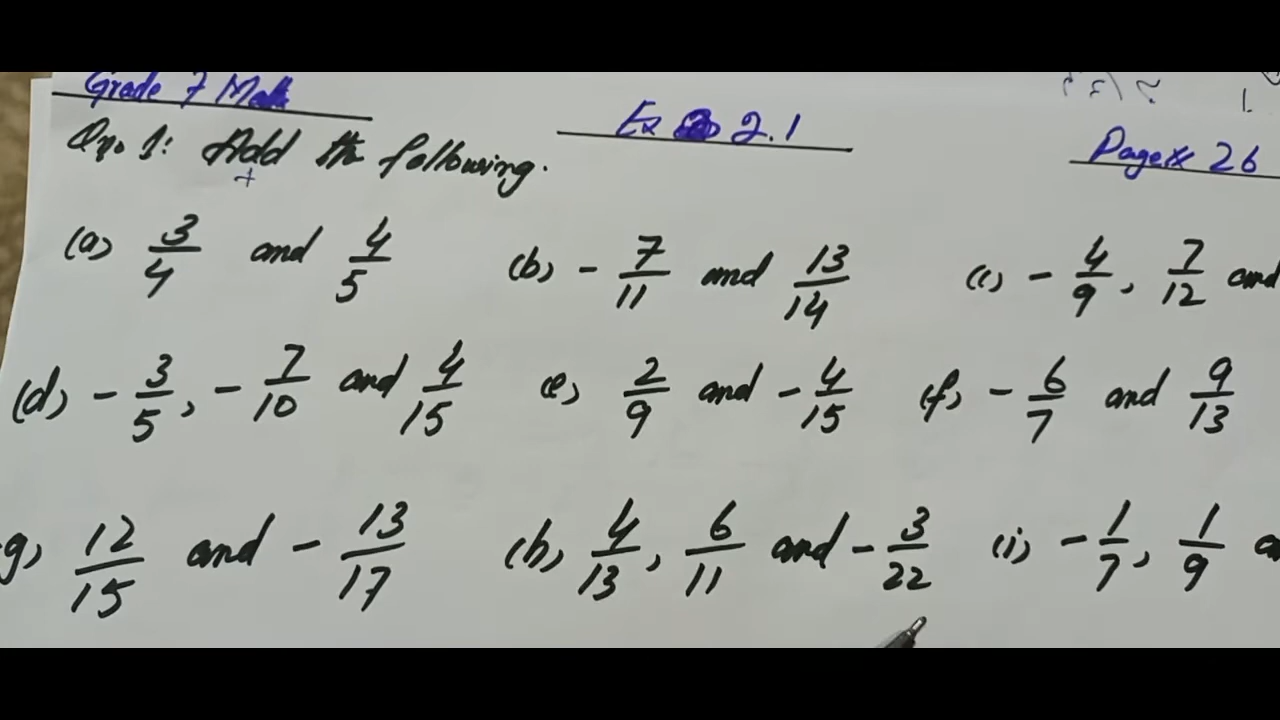 Grade 7 Math Ex 2.1 Page 26
Qno 1: Add the following.
+
(a) 3/4 and 4/5 (b) - 7/11 and 13/14 (c) - 4/9, 7/12 and
(d) - 3/5, - 7/10 and 4/15 (e) 2/9 and - 4/15 (f) - 6/7 and 9/13
g) 12/15 and - 13/17 (h) 4/13, 6/11 and - 3/22 (i) - 1/7, 1/9